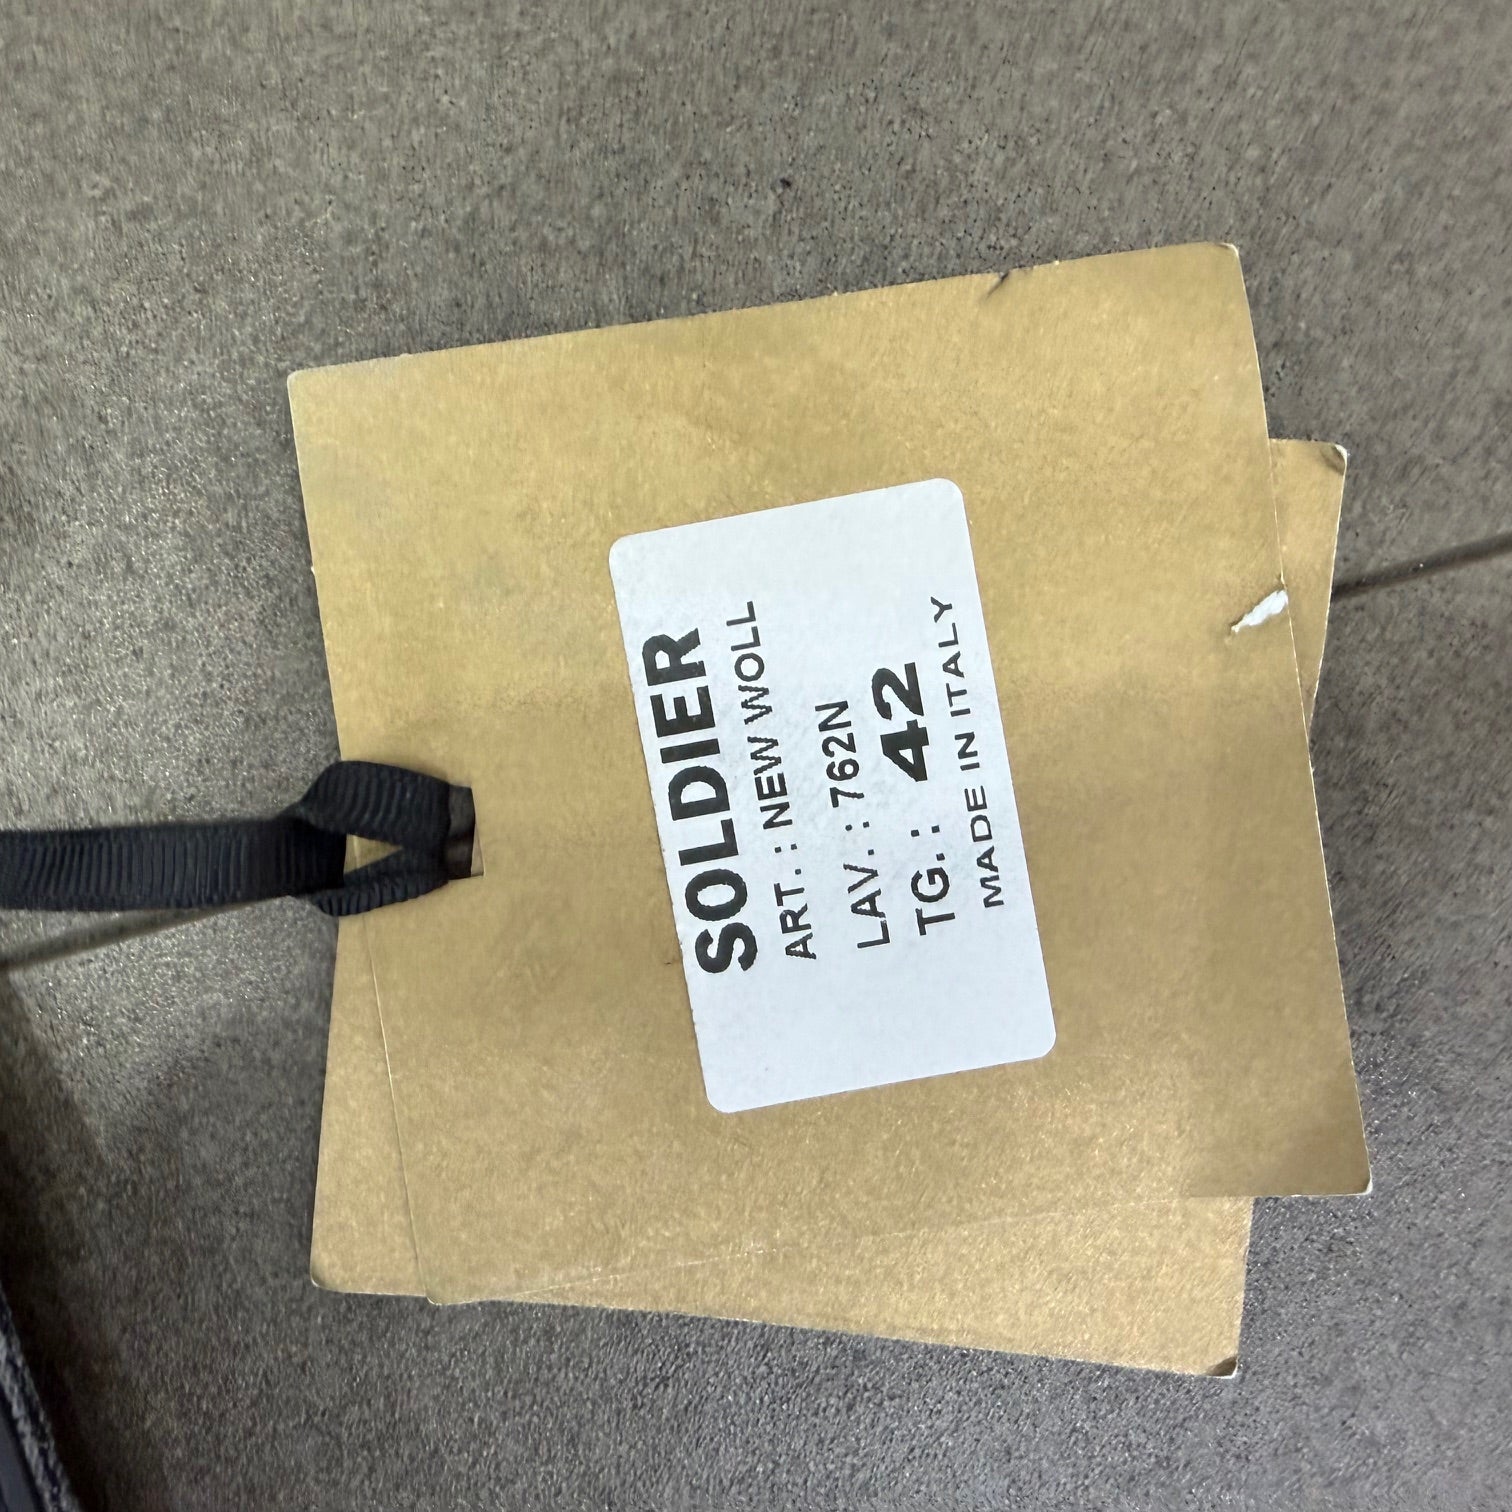 SOLDIER
ART. : NEW WOLL
LAV. : 762N
TG. : 42
MADE IN ITALY